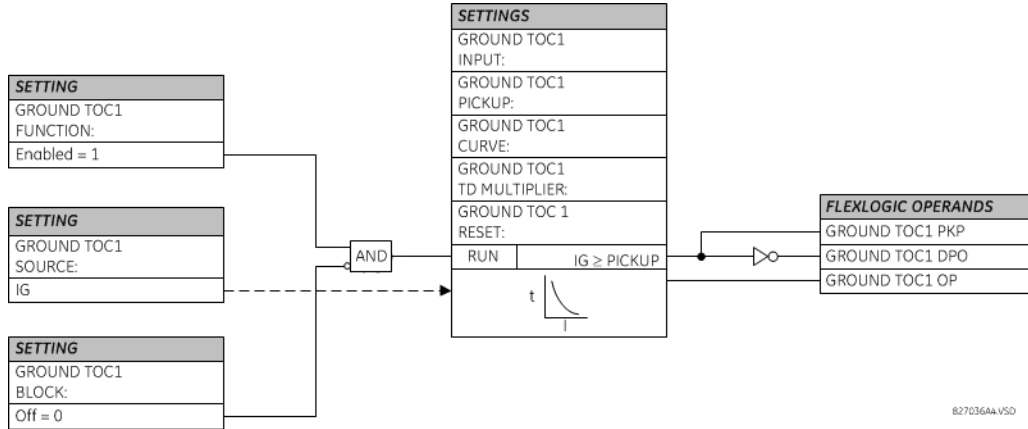 SETTING
GROUND TOC1
FUNCTION:
Enabled = 1
SETTING
GROUND TOC1
SOURCE:
IG
SETTING
GROUND TOC1
BLOCK:
Off = 0
AND
SETTINGS
GROUND TOC1
INPUT:
GROUND TOC1
PICKUP:
GROUND TOC1
CURVE:
GROUND TOC1
TD MULTIPLIER:
GROUND TOC 1
RESET:
RUN
IG ≥ PICKUP
t
I
FLEXLOGIC OPERANDS
GROUND TOC1 PKP
GROUND TOC1 DPO
GROUND TOC1 OP
827036A4.VSD